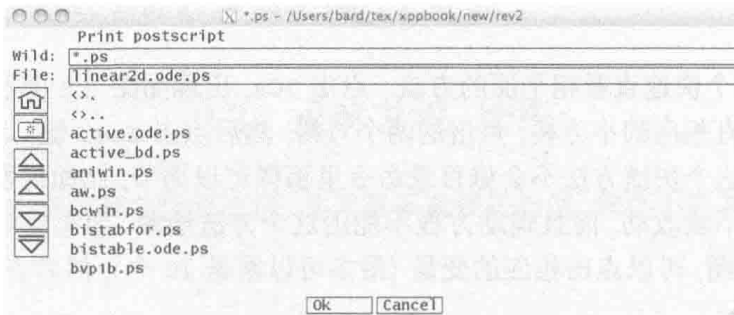 *.ps - /Users/bard/tex/xppbook/new/rev2
Print postscript
Wild: *.ps
File: linear2d.ode.ps
<>.
<>..
active.ode.ps
active_bd.ps
aniwin.ps
aw.ps
bcwin.ps
bistabfor.ps
bistable.ode.ps
bvp1b.ps
Ok Cancel